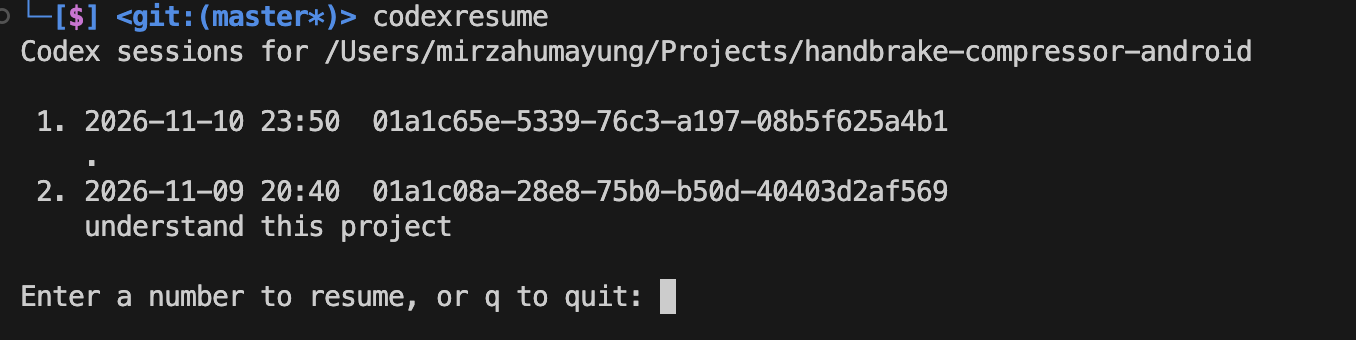 └─[$] <git:(master*)> codexresume
Codex sessions for /Users/mirzahumayung/Projects/handbrake-compressor-android
1. 2026-11-10 23:50  01a1c65e-5339-76c3-a197-08b5f625a4b1
.
2. 2026-11-09 20:40  01a1c08a-28e8-75b0-b50d-40403d2af569
understand this project
Enter a number to resume, or q to quit: